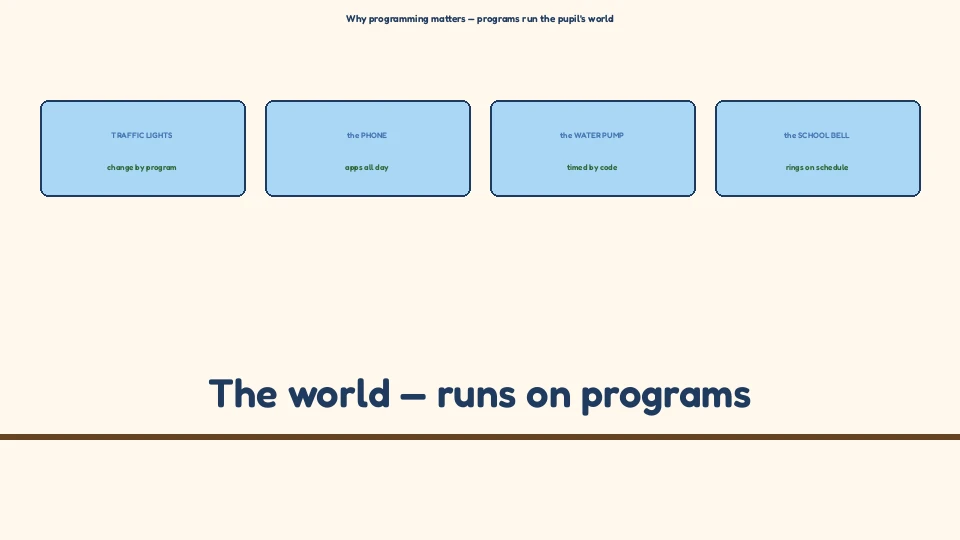 Why programming matters — programs run the pupil's world
TRAFFIC LIGHTS
change by program
the PHONE
apps all day
the WATER PUMP
timed by code
the SCHOOL BELL
rings on schedule
The world — runs on programs